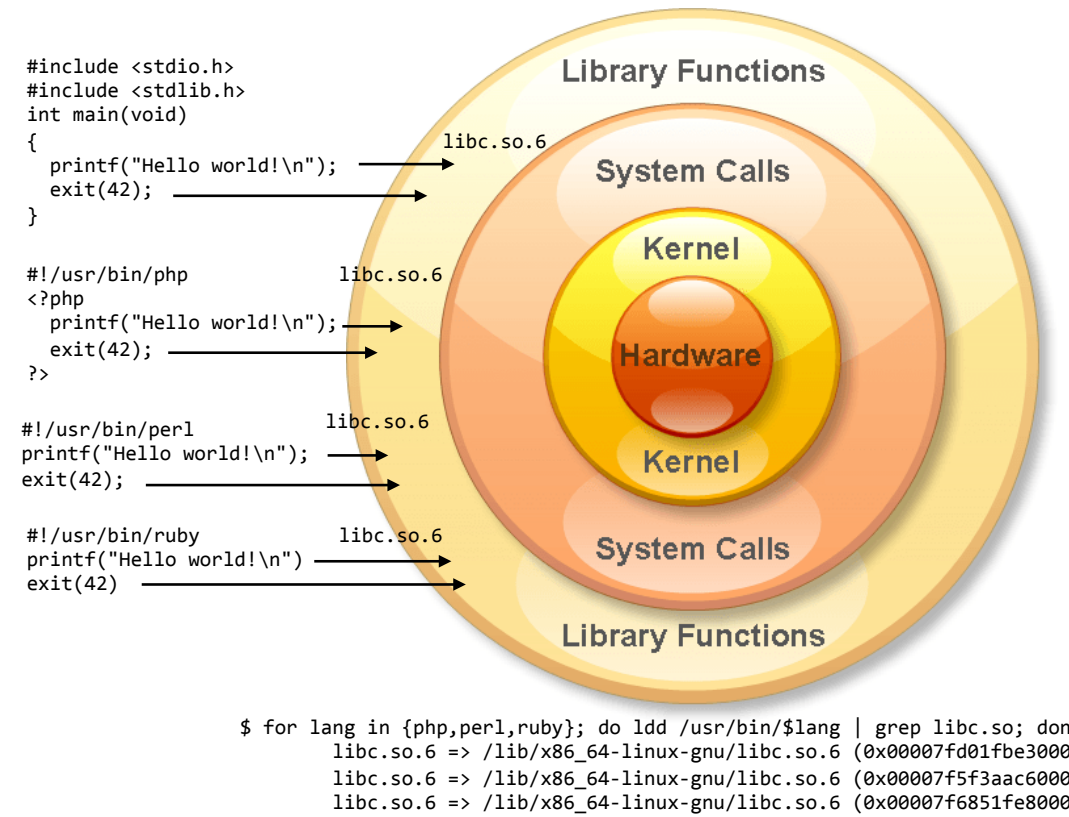 #include <stdio.h>
#include <stdlib.h>
int main(void)
{
printf("Hello world!\n");
exit(42);
}
libc.so.6
#!/usr/bin/php
<?php
printf("Hello world!\n");
exit(42);
?>
libc.so.6
#!/usr/bin/perl
printf("Hello world!\n");
exit(42);
libc.so.6
#!/usr/bin/ruby
printf("Hello world!\n")
exit(42)
libc.so.6
Library Functions
System Calls
Kernel
Hardware
Kernel
System Calls
Library Functions
$ for lang in {php,perl,ruby}; do ldd /usr/bin/$lang | grep libc.so; don
libc.so.6 => /lib/x86_64-linux-gnu/libc.so.6 (0x00007fd01fbe3000
libc.so.6 => /lib/x86_64-linux-gnu/libc.so.6 (0x00007f5f3aac6000
libc.so.6 => /lib/x86_64-linux-gnu/libc.so.6 (0x00007f6851fe8000